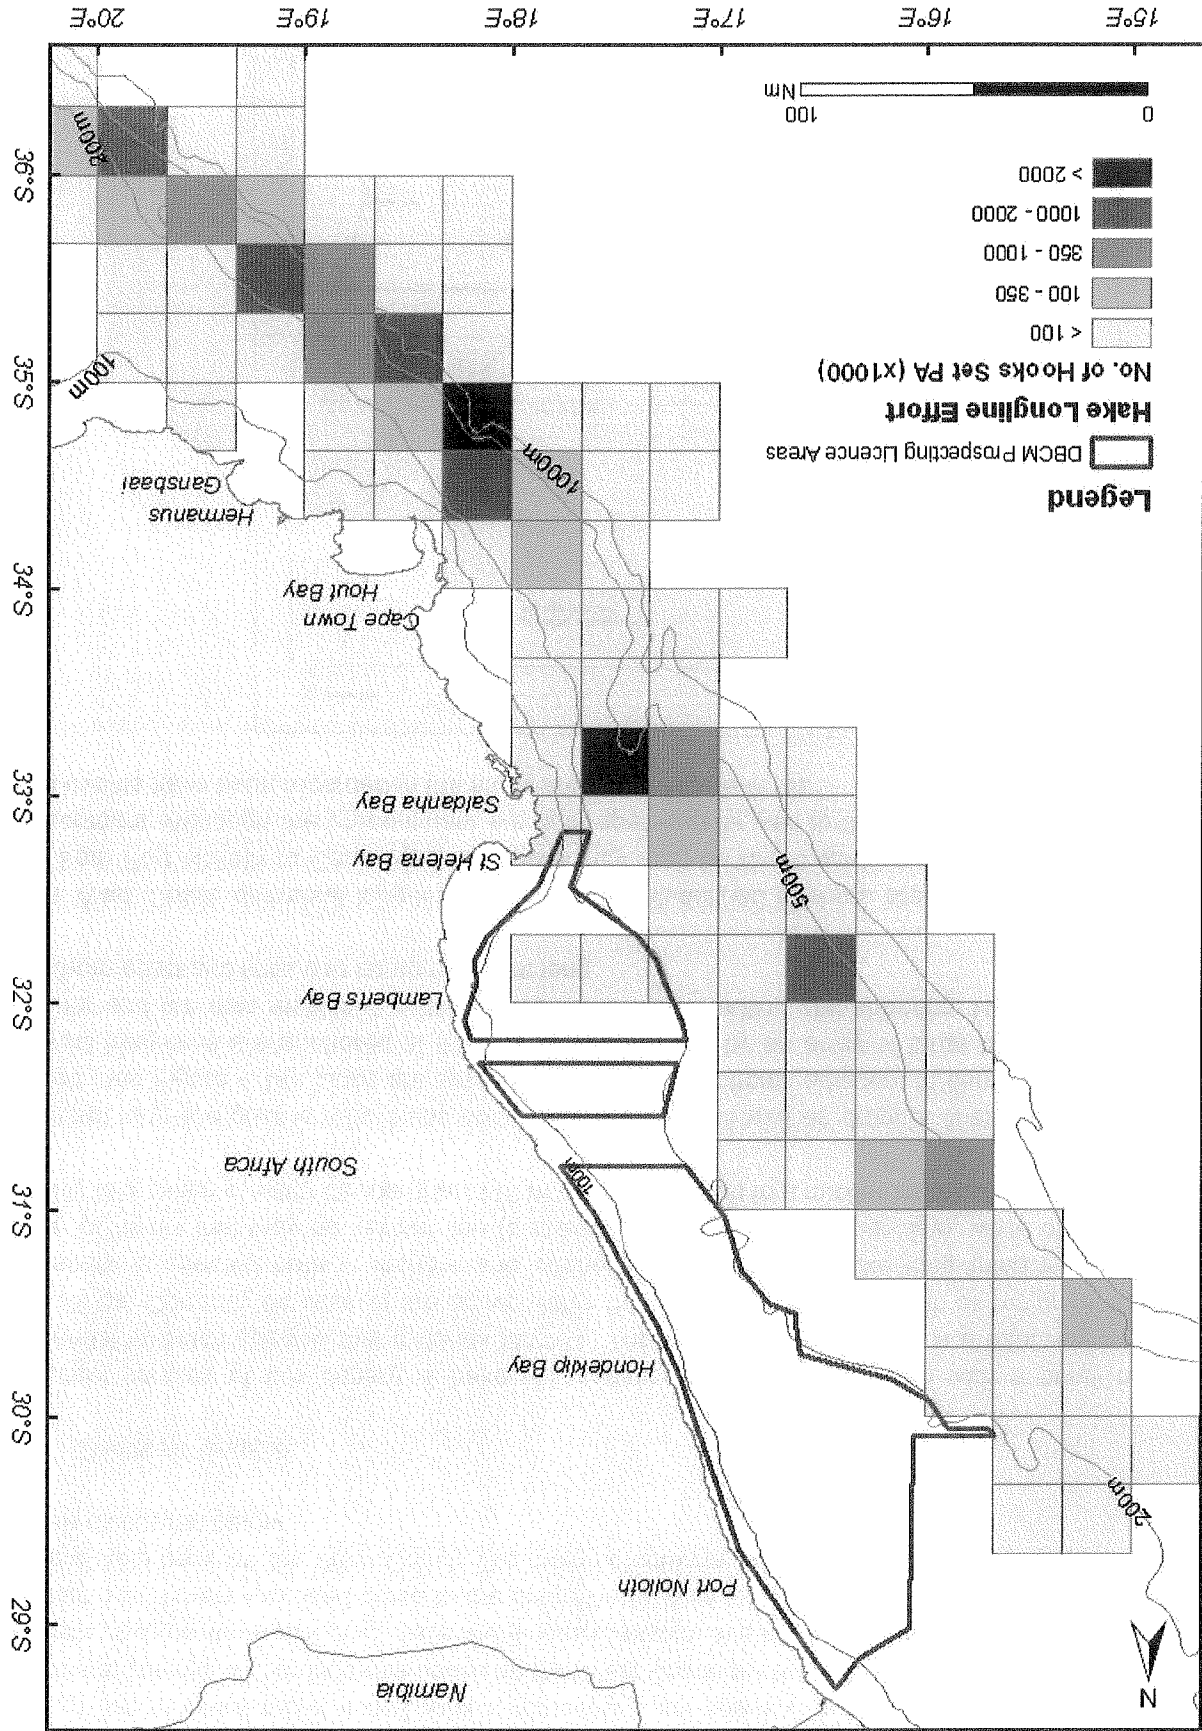 N
Namibia
29°S
Port Nolloth
200m
30°S
Hondeklip Bay
31°S
100m
South Africa
32°S
Lamberts Bay
500m
St Helena Bay
33°S
Saldanha Bay
Cape Town
Hout Bay
34°S
Hermanus
Gansbaai
1000m
35°S
100m
36°S
200m
Legend
DBCM Prospecting Licence Areas
Hake Longline Effort
No. of Hooks Set PA (x1000)
< 100
100 - 350
350 - 1000
1000 - 2000
> 2000
0 100 Nm
15°E 16°E 17°E 18°E 19°E 20°E